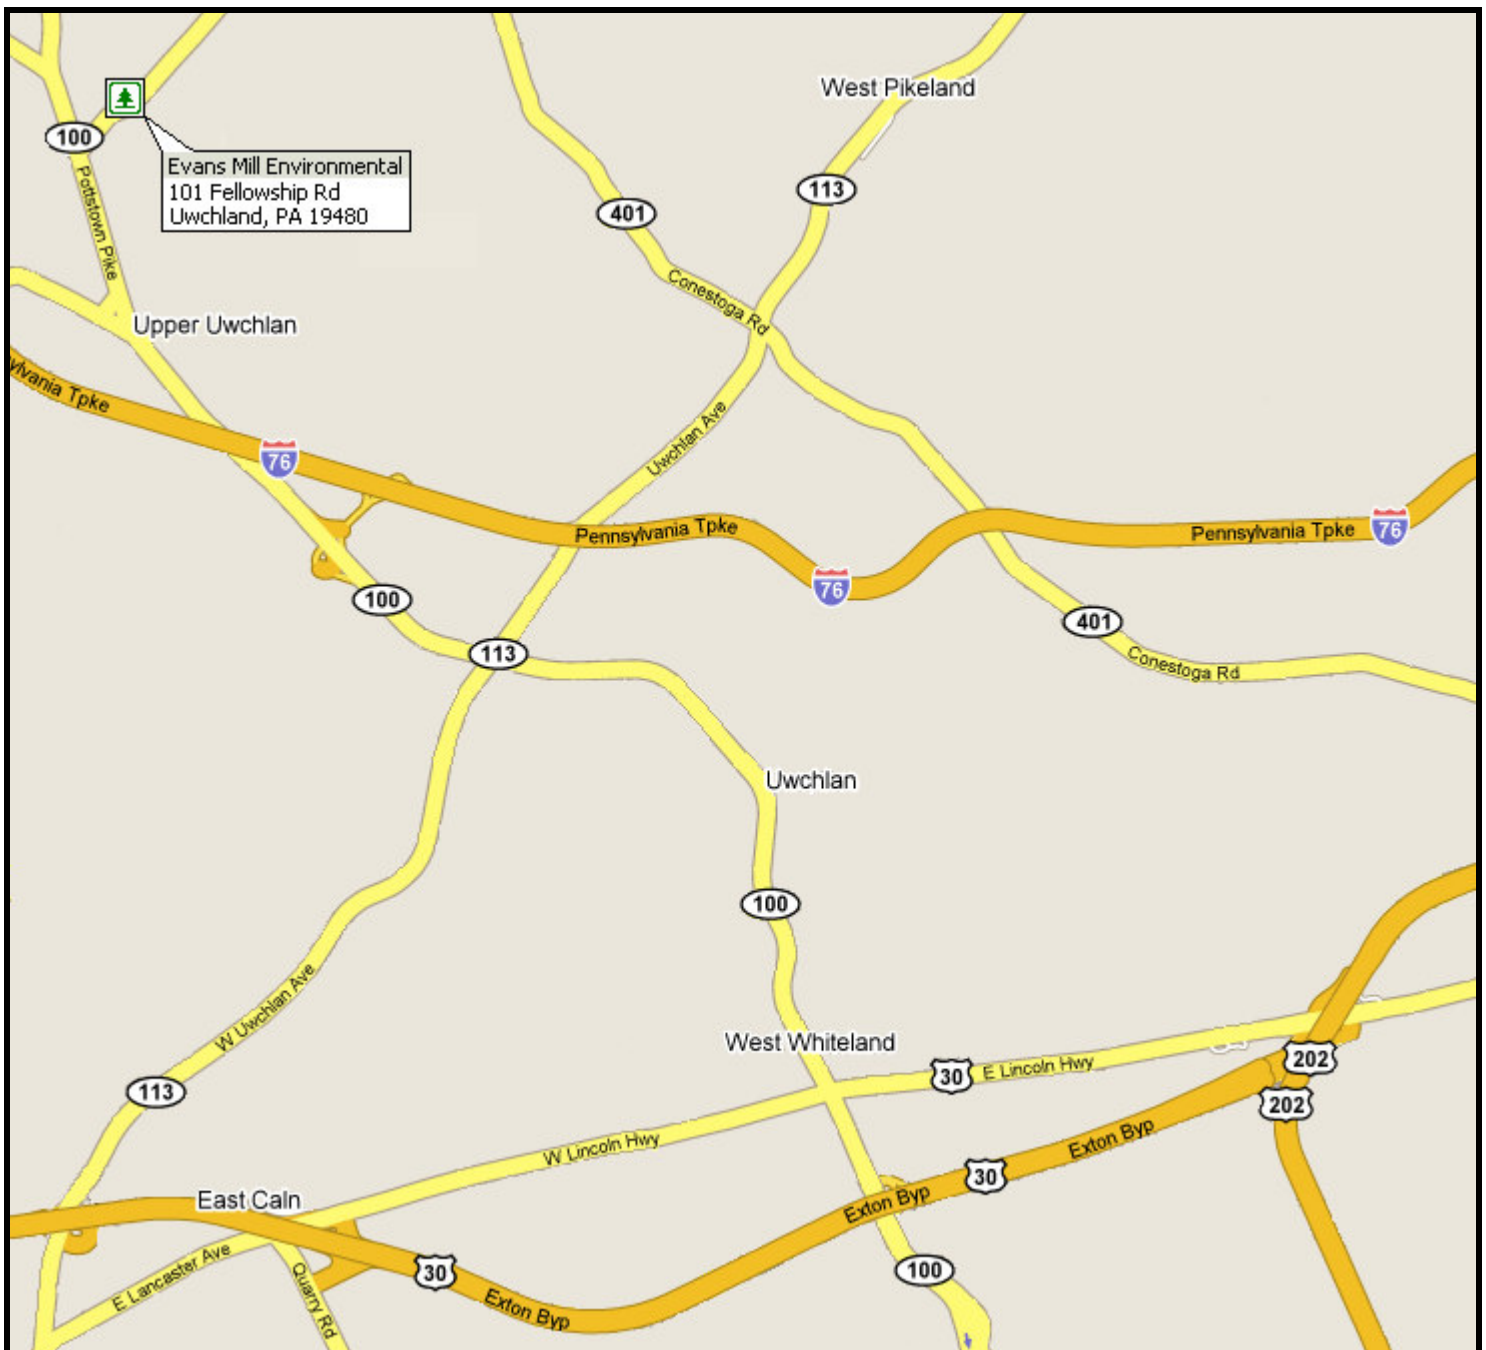 West Pikeland
100
Evans Mill Environmental
101 Fellowship Rd
Uwchland, PA 19480
113
401
Pottstown Pike
Conestoga Rd
Upper Uwchlan
ylvania Tpke
Uwchlan Ave
76
Pennsylvania Tpke
Pennsylvania Tpke
76
76
100
401
113
Conestoga Rd
Uwchlan
100
W Uwchlan Ave
West Whiteland
202
30
E Lincoln Hwy
113
202
W Lincoln Hwy
Exton Byp
30
East Caln
Exton Byp
E Lancaster Ave
30
100
Quarry Rd
Exton Byp